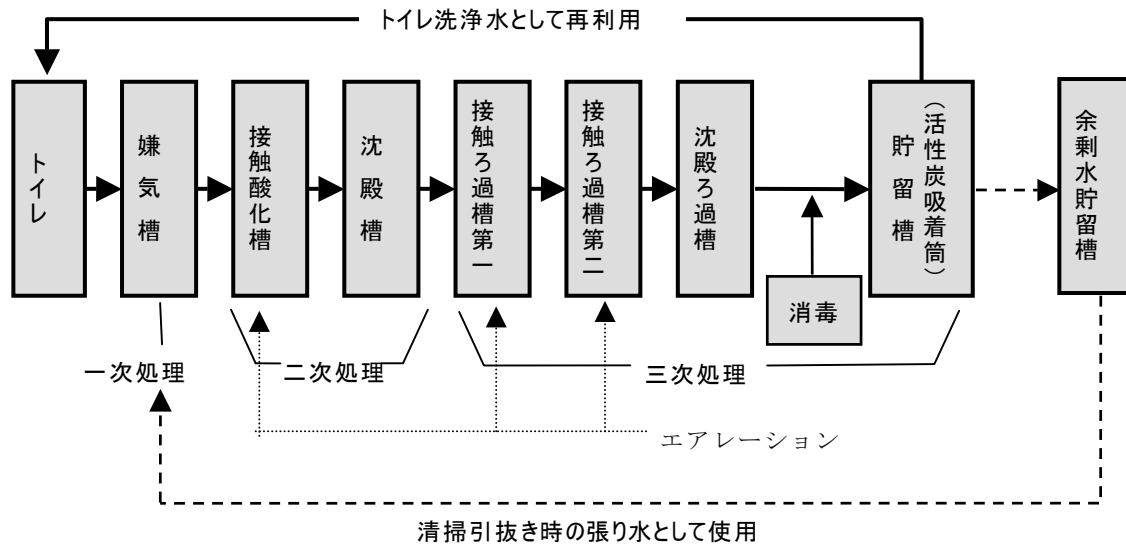 トイレ洗浄水として再利用
トイレ
嫌気槽
接触酸化槽
沈殿槽
接触ろ過槽第一
接触ろ過槽第二
沈殿ろ過槽
消毒
貯留槽
(活性炭吸着筒)
余剰水貯留槽
一次処理
二次処理
三次処理
エアレーション
清掃引抜き時の張り水として使用